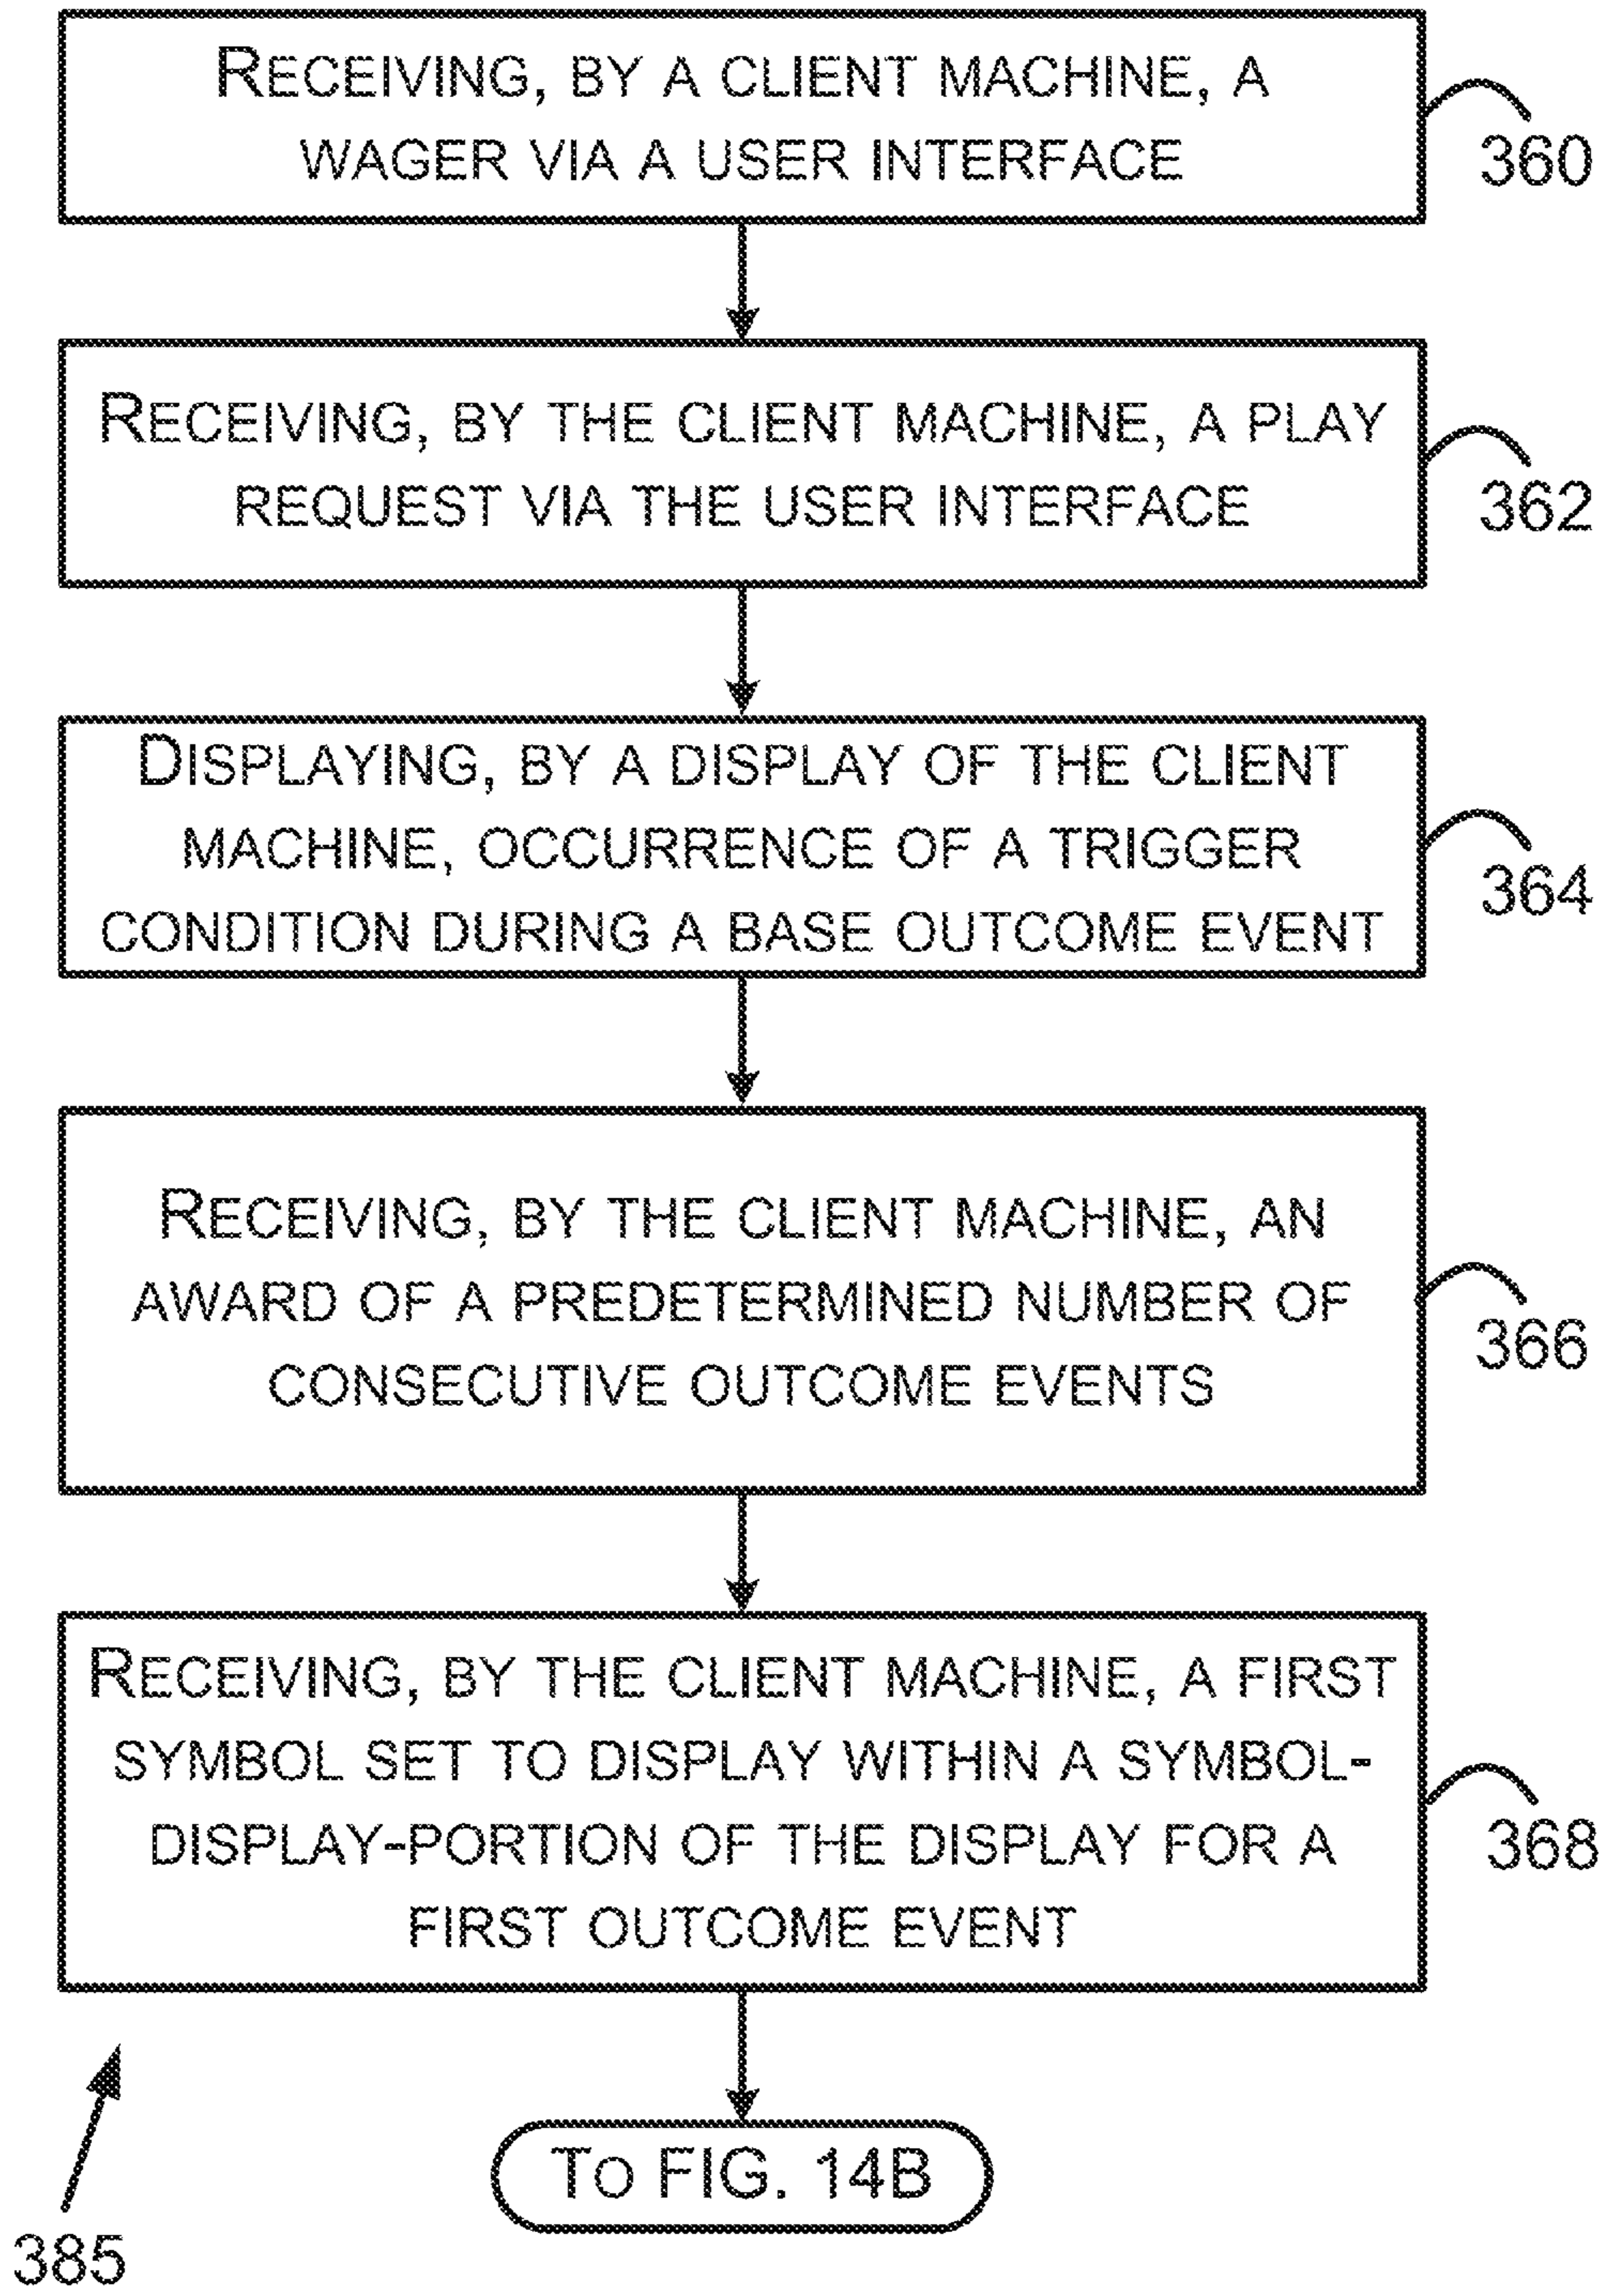 RECEIVING, BY A CLIENT MACHINE, A
WAGER VIA A USER INTERFACE
360
RECEIVING, BY THE CLIENT MACHINE, A PLAY
REQUEST VIA THE USER INTERFACE
362
DISPLAYING, BY A DISPLAY OF THE CLIENT
MACHINE, OCCURRENCE OF A TRIGGER
CONDITION DURING A BASE OUTCOME EVENT
364
RECEIVING, BY THE CLIENT MACHINE, AN
AWARD OF A PREDETERMINED NUMBER OF
CONSECUTIVE OUTCOME EVENTS
366
RECEIVING, BY THE CLIENT MACHINE, A FIRST
SYMBOL SET TO DISPLAY WITHIN A SYMBOL-
DISPLAY-PORTION OF THE DISPLAY FOR A
FIRST OUTCOME EVENT
368
TO FIG. 14B
385